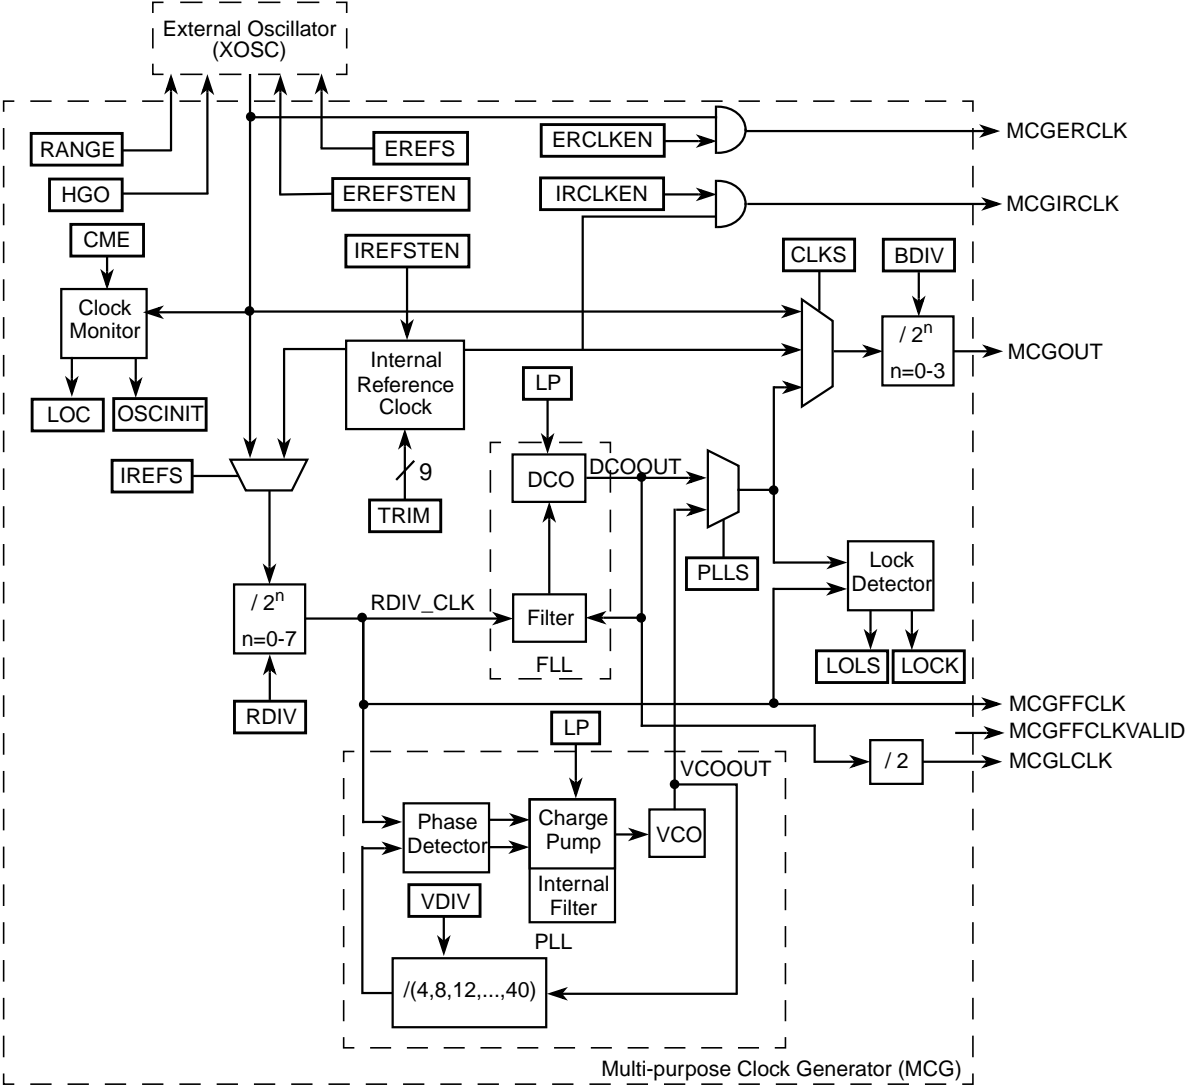 External Oscillator
(XOSC)
RANGE
EREFS
ERCLKEN
MCGERCLK
HGO
EREFSTEN
IRCLKEN
MCGIRCLK
CME
IREFSTEN
CLKS
BDIV
Clock
Monitor
/ 2n
n=0-3
MCGOUT
Internal
Reference
Clock
LP
LOC
OSCINIT
IREFS
9
TRIM
DCO
DCOOUT
PLLS
Lock
Detector
/ 2n
n=0-7
RDIV_CLK
Filter
FLL
LOLS
LOCK
RDIV
MCGFFCLK
LP
MCGFFCLKVALID
/ 2
MCGLCLK
VCOOUT
Phase
Detector
Charge
Pump
VCO
Internal
Filter
VDIV
PLL
/(4,8,12,...,40)
Multi-purpose Clock Generator (MCG)